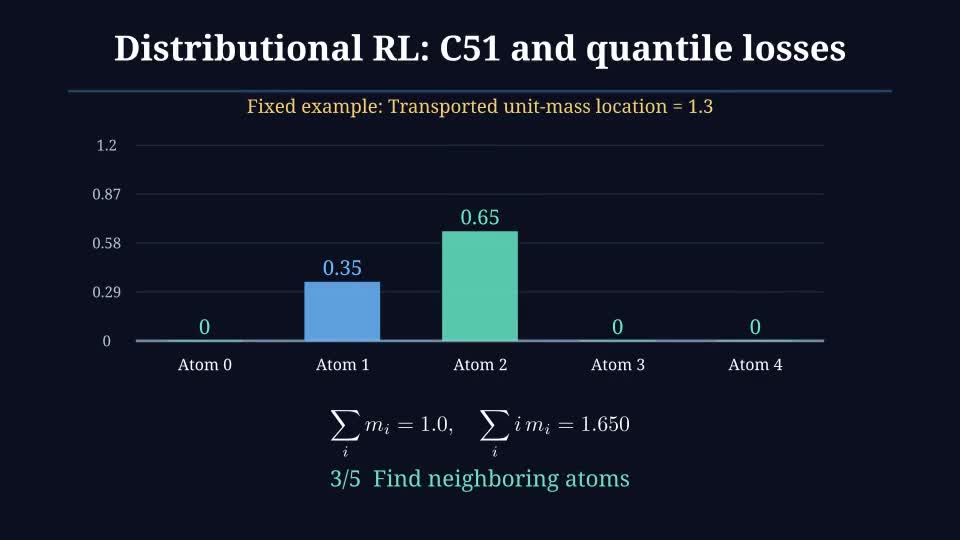 Distributional RL: C51 and quantile losses
Fixed example: Transported unit-mass location = 1.3
1.2
0.87
0.58
0.29
0
0
0.35
0.65
0
0
Atom 0 Atom 1 Atom 2 Atom 3 Atom 4
∑_i m_i = 1.0, ∑_i i m_i = 1.650
3/5 Find neighboring atoms